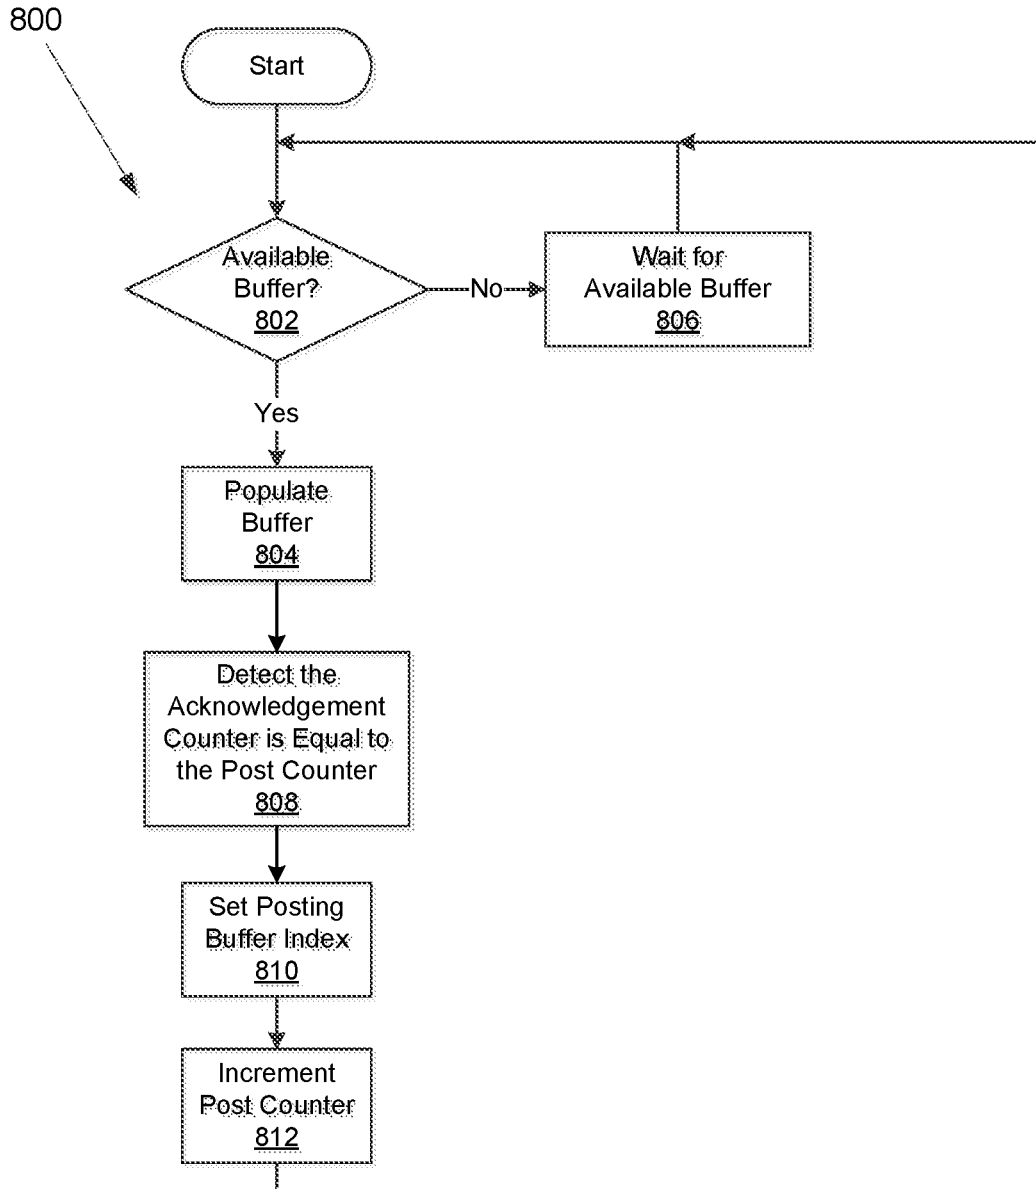 800
Start
Available
Buffer?
802
No
Wait for
Available Buffer
806
Yes
Populate
Buffer
804
Detect the
Acknowledgement
Counter is Equal to
the Post Counter
808
Set Posting
Buffer Index
810
Increment
Post Counter
812